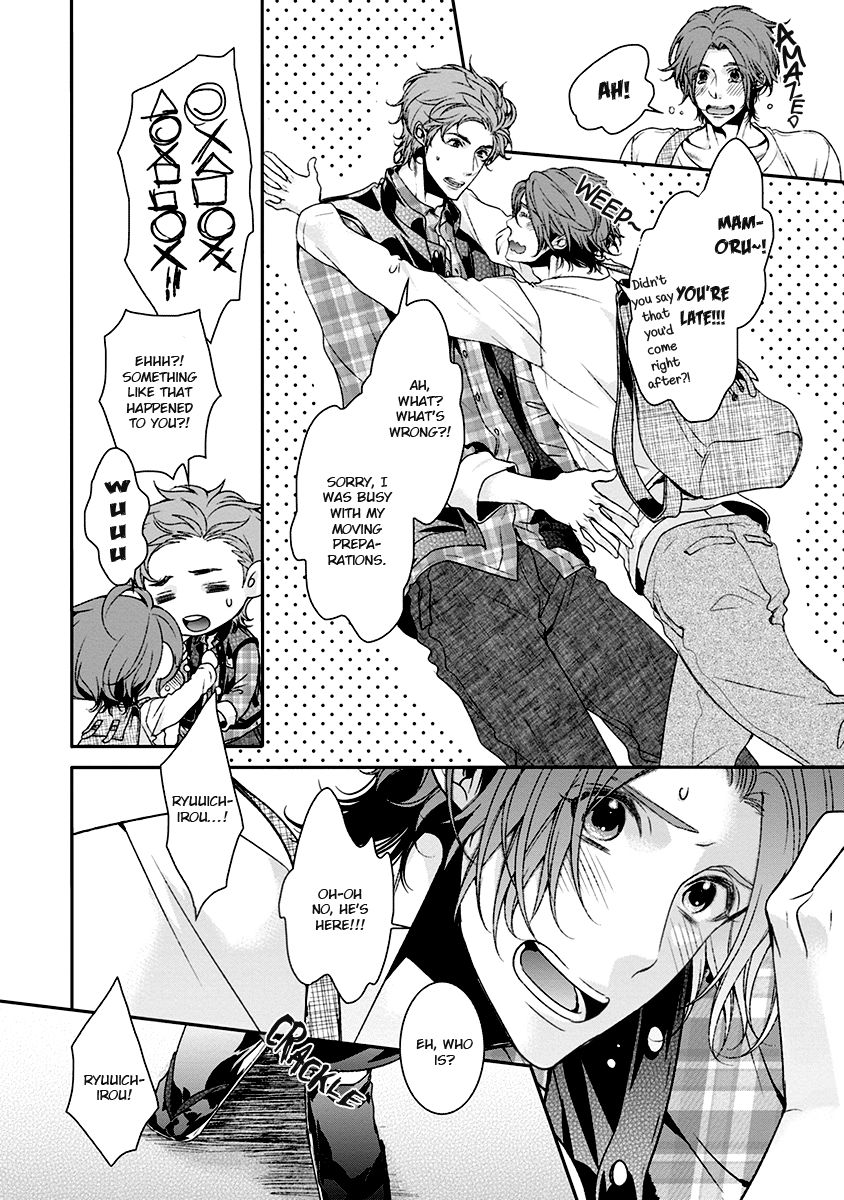 AMAZED
AH!
MAM-
ORU~!
YOU'RE
LATE!!!
Didn't
you say
that
you'd
come
right
after?!
WEEP~
AH,
WHAT?
WHAT'S
WRONG?!
SORRY, I
WAS BUSY
WITH MY
MOVING
PREPA-
RATIONS.
EHHH?!
SOMETHING
LIKE THAT
HAPPENED
TO YOU?!
WUUU
OH-OH
NO, HE'S
HERE!!!
RYUUICH-
IROU...!
EH, WHO
IS?
CRACKLE
RYUUICH-
IROU!